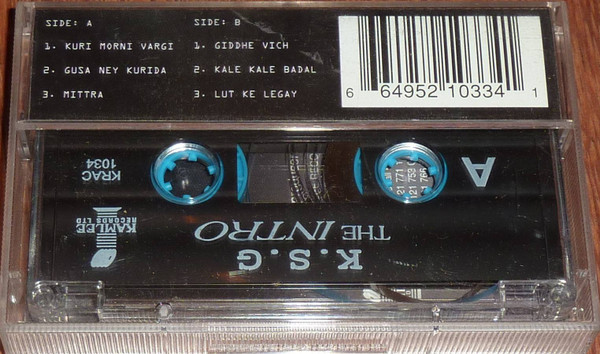 SIDE: A
1. KURI MORNI VARGI
2. GUSA NEY KURIDA
3. MITTRA
SIDE: B
1. GIDDHE VICH
2. KALE KALE BADAL
3. LUT KE LEGAY
6 64952 10334 1
A
KRAC
1034
KAMLEE
RECORDS LTD
THE INTRO
K.S.G